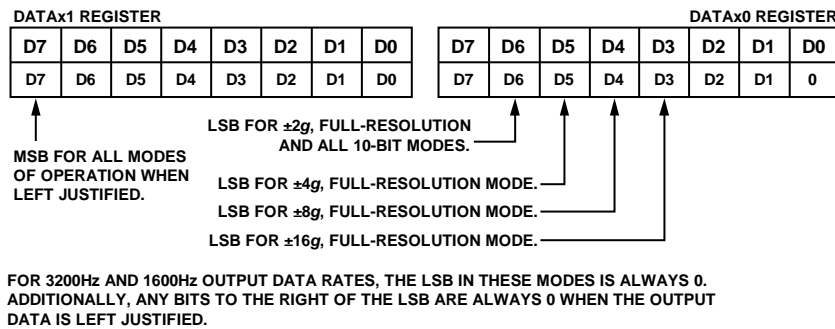 DATAx1 REGISTER
DATAx0 REGISTER
D7 D6 D5 D4 D3 D2 D1 D0
D7 D6 D5 D4 D3 D2 D1 D0
D7 D6 D5 D4 D3 D2 D1 D0
D7 D6 D5 D4 D3 D2 D1 0
MSB FOR ALL MODES
OF OPERATION WHEN
LEFT JUSTIFIED.
LSB FOR ±2g, FULL-RESOLUTION
AND ALL 10-BIT MODES.
LSB FOR ±4g, FULL-RESOLUTION MODE.
LSB FOR ±8g, FULL-RESOLUTION MODE.
LSB FOR ±16g, FULL-RESOLUTION MODE.
FOR 3200Hz AND 1600Hz OUTPUT DATA RATES, THE LSB IN THESE MODES IS ALWAYS 0.
ADDITIONALLY, ANY BITS TO THE RIGHT OF THE LSB ARE ALWAYS 0 WHEN THE OUTPUT
DATA IS LEFT JUSTIFIED.